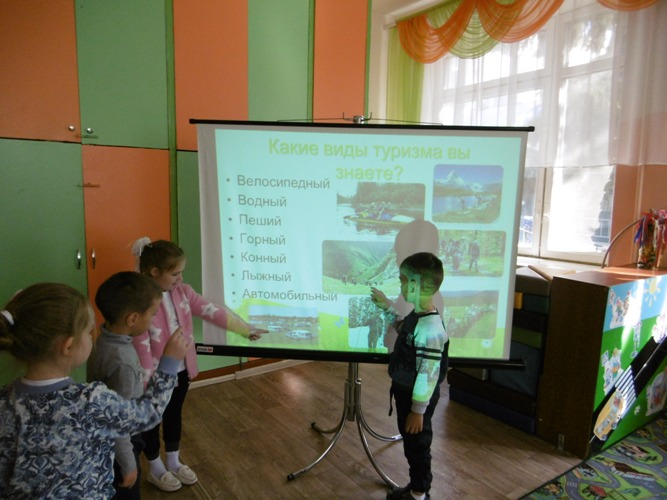 Какие виды туризма вы
знаете?
• Велосипедный
• Водный
• Пеший
• Горный
• Конный
• Лыжный
• Автомобильный